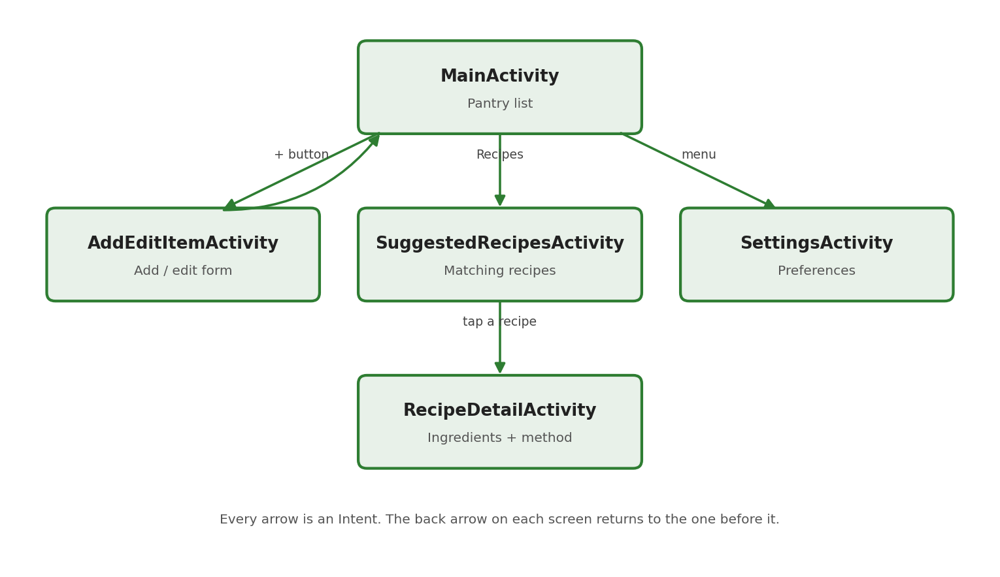 MainActivity
Pantry list
+ button
Recipes
menu
AddEditItemActivity
Add / edit form
SuggestedRecipesActivity
Matching recipes
SettingsActivity
Preferences
tap a recipe
RecipeDetailActivity
Ingredients + method
Every arrow is an Intent. The back arrow on each screen returns to the one before it.